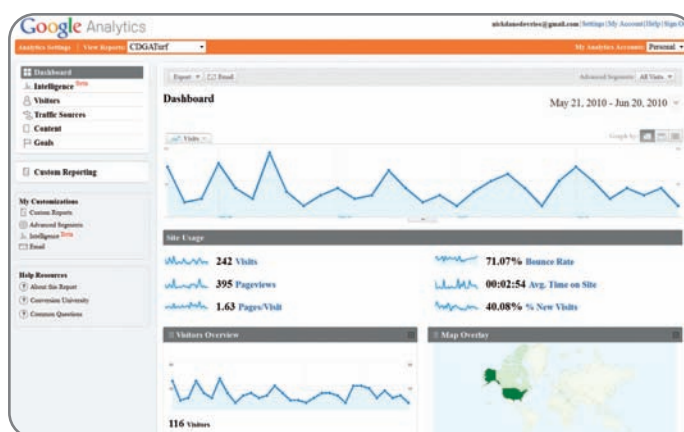 Google Analytics
Settings | My Account | Help | Sign O
Analytics Settings | View Reports: CDGATurf
My Analytics Accounts: Personal
Dashboard
Intelligence Beta
Visitors
Traffic Sources
Content
Goals
Custom Reporting
My Customizations
Custom Reports
Advanced Segments
Intelligence Beta
Email
Help Resources
About this Report
Conversion University
Common Questions
Export Email
Advanced Segments: All Visits
Dashboard
May 21, 2010 - Jun 20, 2010
Visits
Graph by:
Site Usage
242 Visits
395 Pageviews
1.63 Pages/Visit
71.07% Bounce Rate
00:02:54 Avg. Time on Site
40.08% % New Visits
Visitors Overview
116 Visitors
Map Overlay